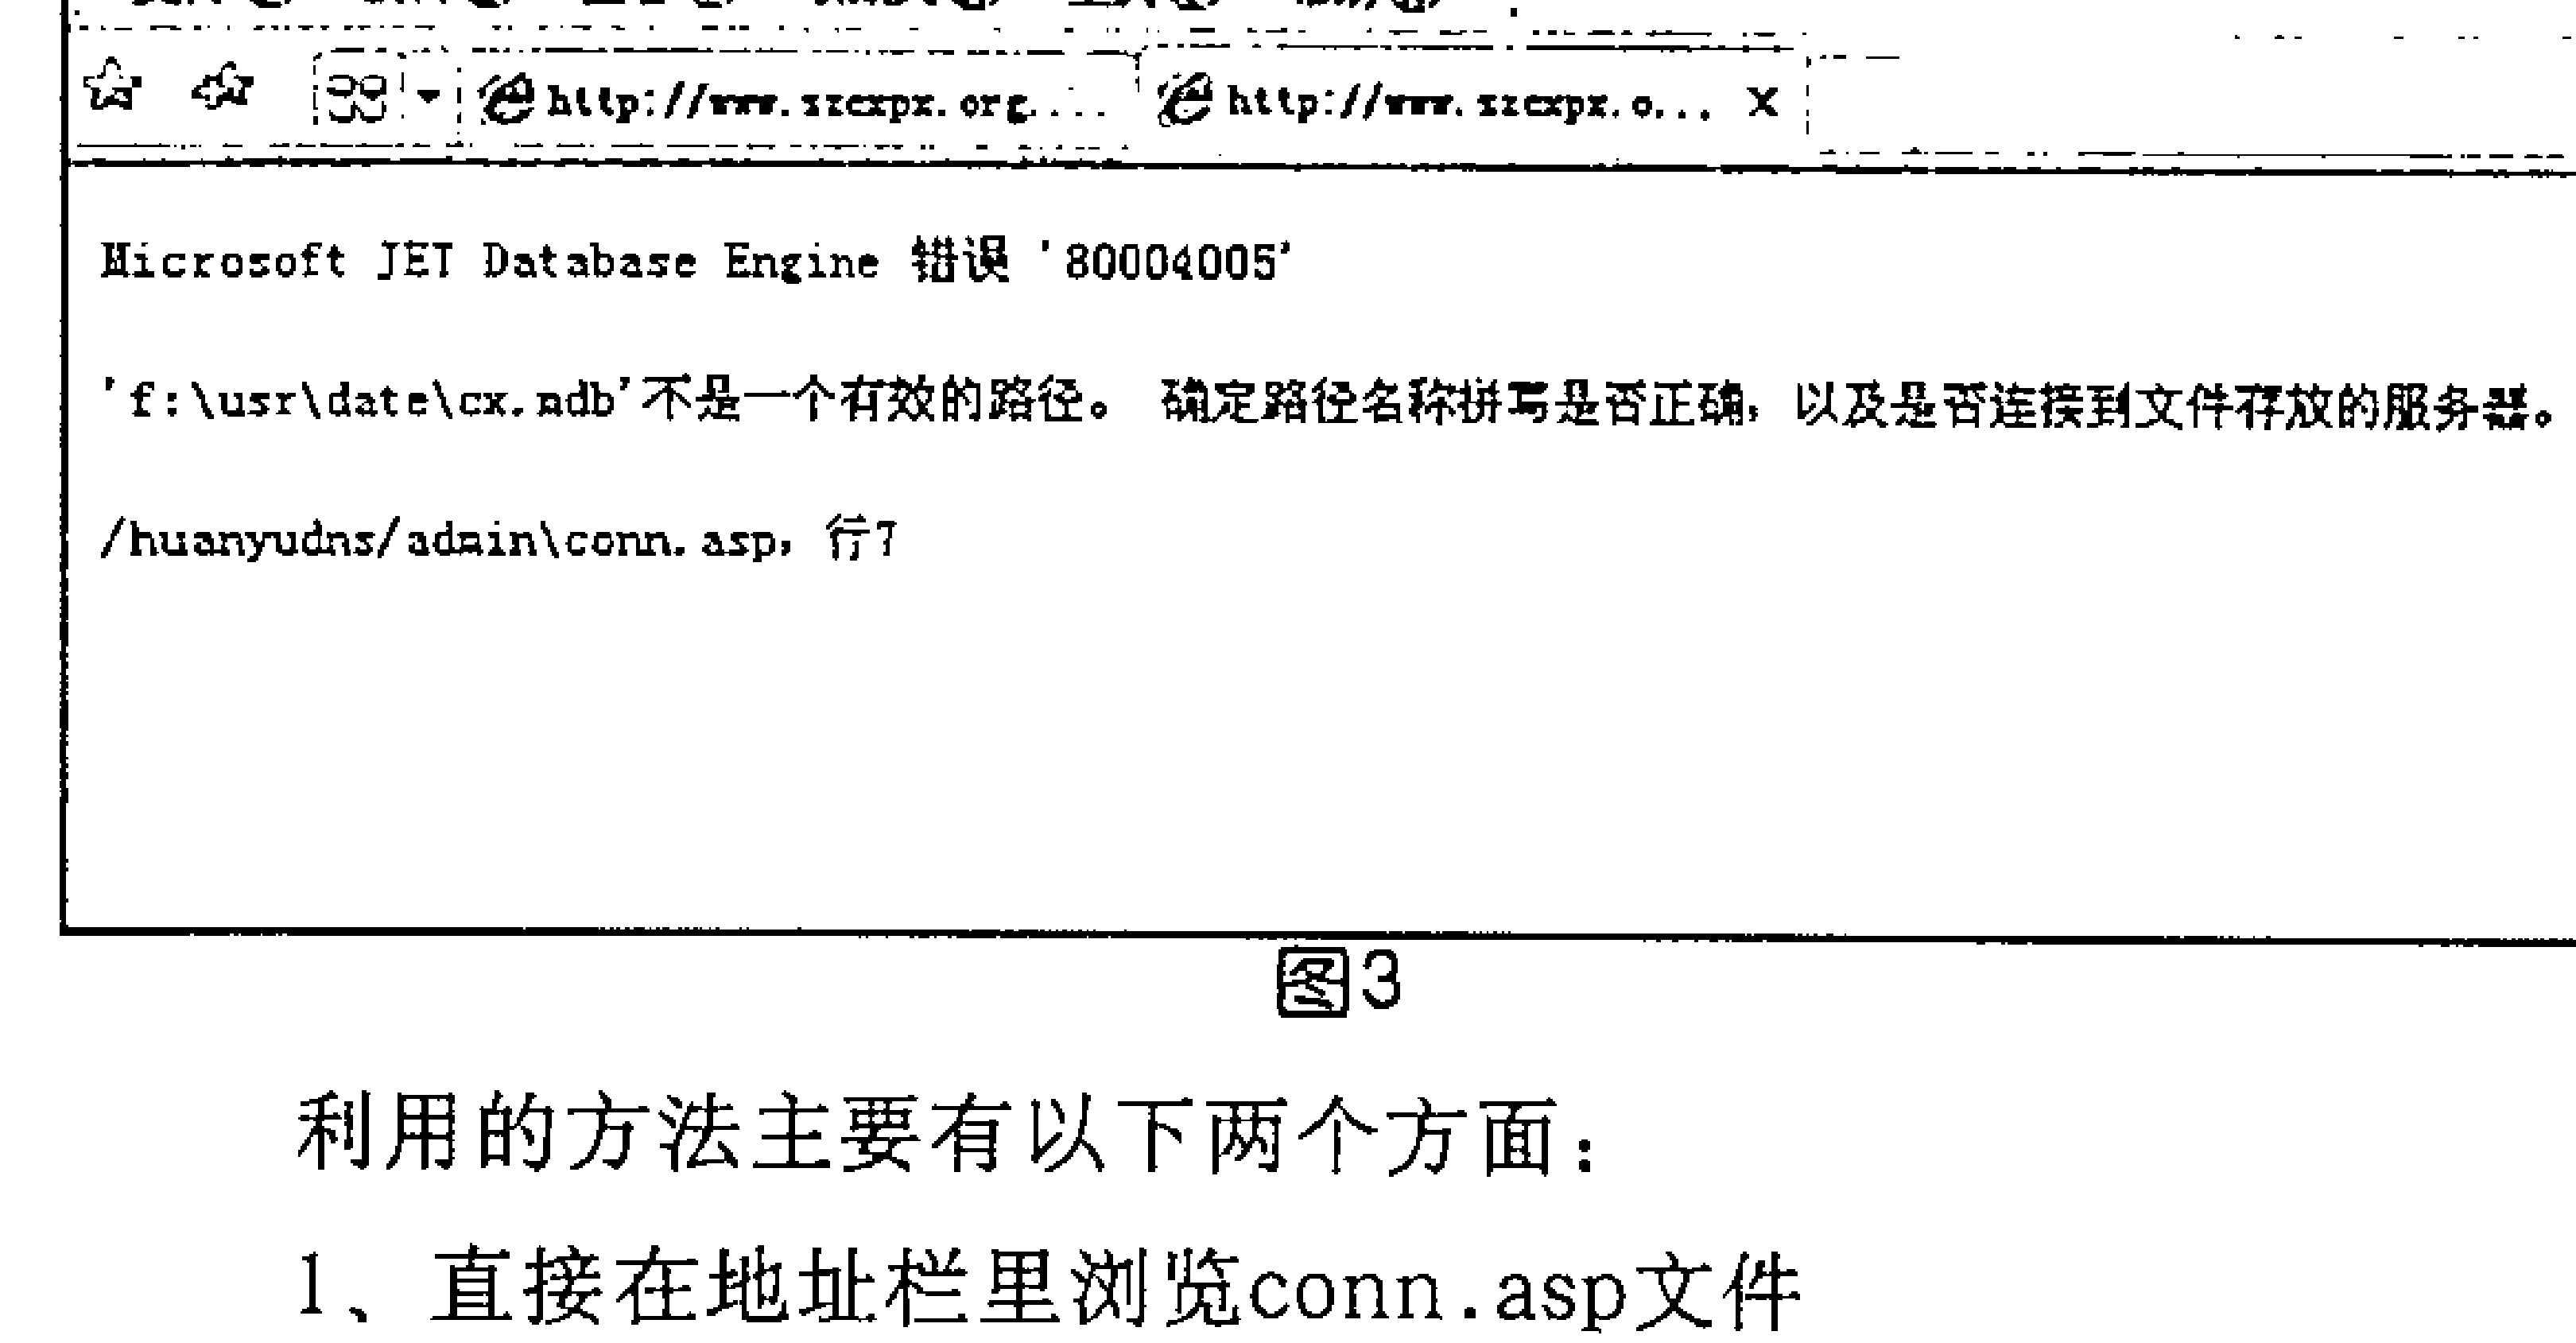 http://www.szcxpx.org... http://www.szcxpx.o... X
Microsoft JET Database Engine 错误 '80004005'
'f:\usr\date\cx.mdb'不是一个有效的路径。 确定路径名称拼写是否正确，以及是否连接到文件存放的服务器。
/huanyudns/admin\conn.asp，行7
图3
利用的方法主要有以下两个方面：
1、直接在地址栏里浏览conn.asp文件